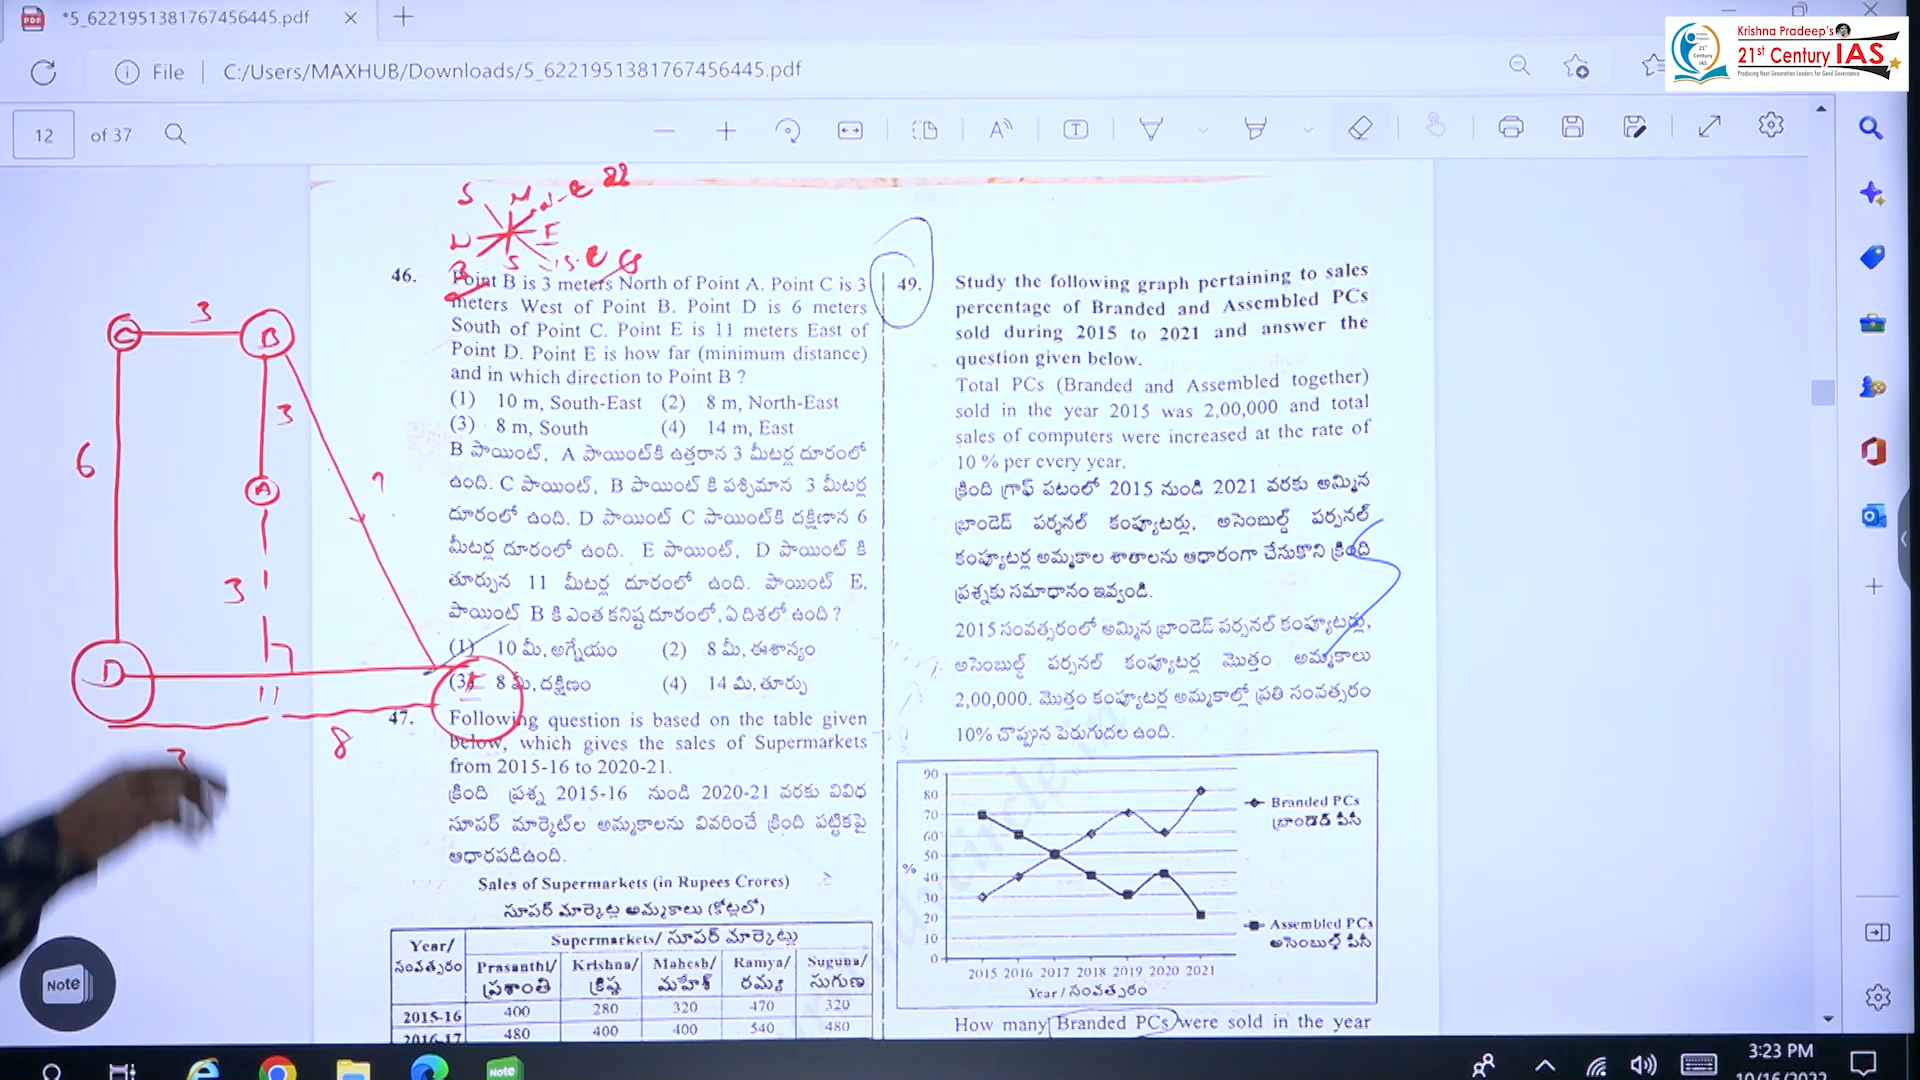 *5_6221951381767456445.pdf
File
C:/Users/MAXHUB/Downloads/5_6221951381767456445.pdf
Krishna Pradeep's
21st Century IAS
Producing Next Generation Leaders for Good Governance
12 of 37
46. Point B is 3 meters North of Point A. Point C is 3
meters West of Point B. Point D is 6 meters
South of Point C. Point E is 11 meters East of
Point D. Point E is how far (minimum distance)
and in which direction to Point B ?
(1) 10 m, South-East (2) 8 m, North-East
(3) 8 m, South (4) 14 m, East
B పాయింట్, A పాయింట్‌కి ఉత్తరాన 3 మీటర్ల దూరంలో
ఉంది. C పాయింట్, B పాయింట్ కి పశ్చిమాన 3 మీటర్ల
దూరంలో ఉంది. D పాయింట్ C పాయింట్‌కి దక్షిణాన 6
మీటర్ల దూరంలో ఉంది. E పాయింట్, D పాయింట్ కి
తూర్పున 11 మీటర్ల దూరంలో ఉంది. పాయింట్ E,
పాయింట్ B కి ఎంత కనిష్ట దూరంలో, ఏ దిశలో ఉంది ?
(1) 10 మీ, ఆగ్నేయం (2) 8 మీ, ఈశాన్యం
(3) 8 మీ, దక్షిణం (4) 14 మీ, తూర్పు
47. Following question is based on the table given
below, which gives the sales of Supermarkets
from 2015-16 to 2020-21.
క్రింది ప్రశ్న 2015-16 నుండి 2020-21 వరకు వివిధ
సూపర్ మార్కెట్‌ల అమ్మకాలను వివరించే క్రింది పట్టికపై
ఆధారపడిఉంది.
Sales of Supermarkets (in Rupees Crores)
సూపర్ మార్కెట్ల అమ్మకాలు (కోట్లలో)
Year/ సంవత్సరం
Supermarkets/ సూపర్ మార్కెట్లు
Prasanthi/ ప్రశాంతి Krishna/ క్రిష్ణ Mahesh/ మహేశ్ Ramya/ రమ్య Suguna/ సుగుణ
2015-16 400 280 320 470 320
2016-17 480 400 400 540 480
49. Study the following graph pertaining to sales
percentage of Branded and Assembled PCs
sold during 2015 to 2021 and answer the
question given below.
Total PCs (Branded and Assembled together)
sold in the year 2015 was 2,00,000 and total
sales of computers were increased at the rate of
10 % per every year.
క్రింది గ్రాఫ్ పటంలో 2015 నుండి 2021 వరకు అమ్మిన
బ్రాండెడ్ పర్సనల్ కంప్యూటర్లు, అసెంబుల్డ్ పర్సనల్
కంప్యూటర్ల అమ్మకాల శాతాలను ఆధారంగా చేసుకొని క్రింది
ప్రశ్నకు సమాధానం ఇవ్వండి.
2015 సంవత్సరంలో అమ్మిన బ్రాండెడ్ పర్సనల్ కంప్యూటర్లు,
అసెంబుల్డ్ పర్సనల్ కంప్యూటర్ల మొత్తం అమ్మకాలు
2,00,000. మొత్తం కంప్యూటర్ల అమ్మకాల్లో ప్రతి సంవత్సరం
10% చొప్పున పెరుగుదల ఉంది.
90
80
70
60
50
40
30
20
10
0
%
Branded PCs
బ్రాండెడ్ పీసీ
Assembled PCs
అసెంబుల్డ్ పీసీ
2015 2016 2017 2018 2019 2020 2021
Year / సంవత్సరం
How many Branded PCs were sold in the year
C 3 B
3
6
A
3
D
11
E
8
3
N
E
S
Note
Note
3:23 PM
10/16/2022